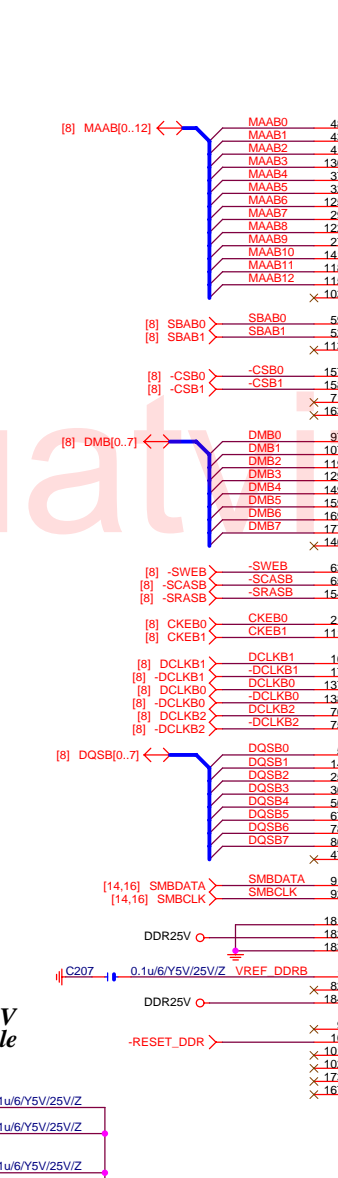 [8] MAAB[0..12]
MAAB0
MAAB1
MAAB2
MAAB3
MAAB4
MAAB5
MAAB6
MAAB7
MAAB8
MAAB9
MAAB10
MAAB11
MAAB12
[8] SBAB0 SBAB0
[8] SBAB1 SBAB1
[8] -CSB0 -CSB0
[8] -CSB1 -CSB1
[8] DMB[0..7]
DMB0
DMB1
DMB2
DMB3
DMB4
DMB5
DMB6
DMB7
[8] -SWEB -SWEB
[8] -SCASB -SCASB
[8] -SRASB -SRASB
[8] CKEB0 CKEB0
[8] CKEB1 CKEB1
[8] DCLKB1 DCLKB1
[8] -DCLKB1 -DCLKB1
[8] DCLKB0 DCLKB0
[8] -DCLKB0 -DCLKB0
[8] DCLKB2 DCLKB2
[8] -DCLKB2 -DCLKB2
[8] DQSB[0..7]
DQSB0
DQSB1
DQSB2
DQSB3
DQSB4
DQSB5
DQSB6
DQSB7
[14,16] SMBDATA SMBDATA
[14,16] SMBCLK SMBCLK
DDR25V
C207 0.1u/6/Y5V/25V/Z VREF_DDRB
DDR25V
-RESET_DDR
1u/6/Y5V/25V/Z
1u/6/Y5V/25V/Z
1u/6/Y5V/25V/Z